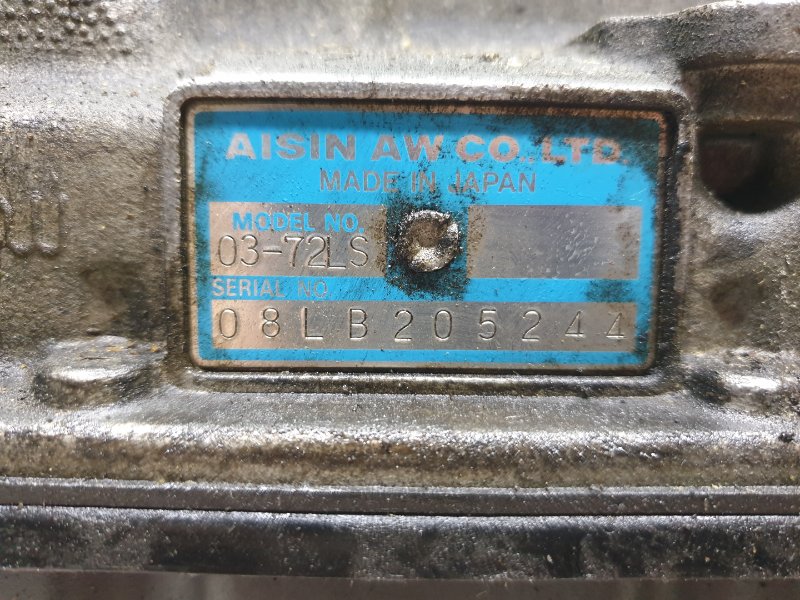 AISIN AW CO.,LTD.
MADE IN JAPAN
MODEL NO.
03-72LS
SERIAL NO
08LB205244